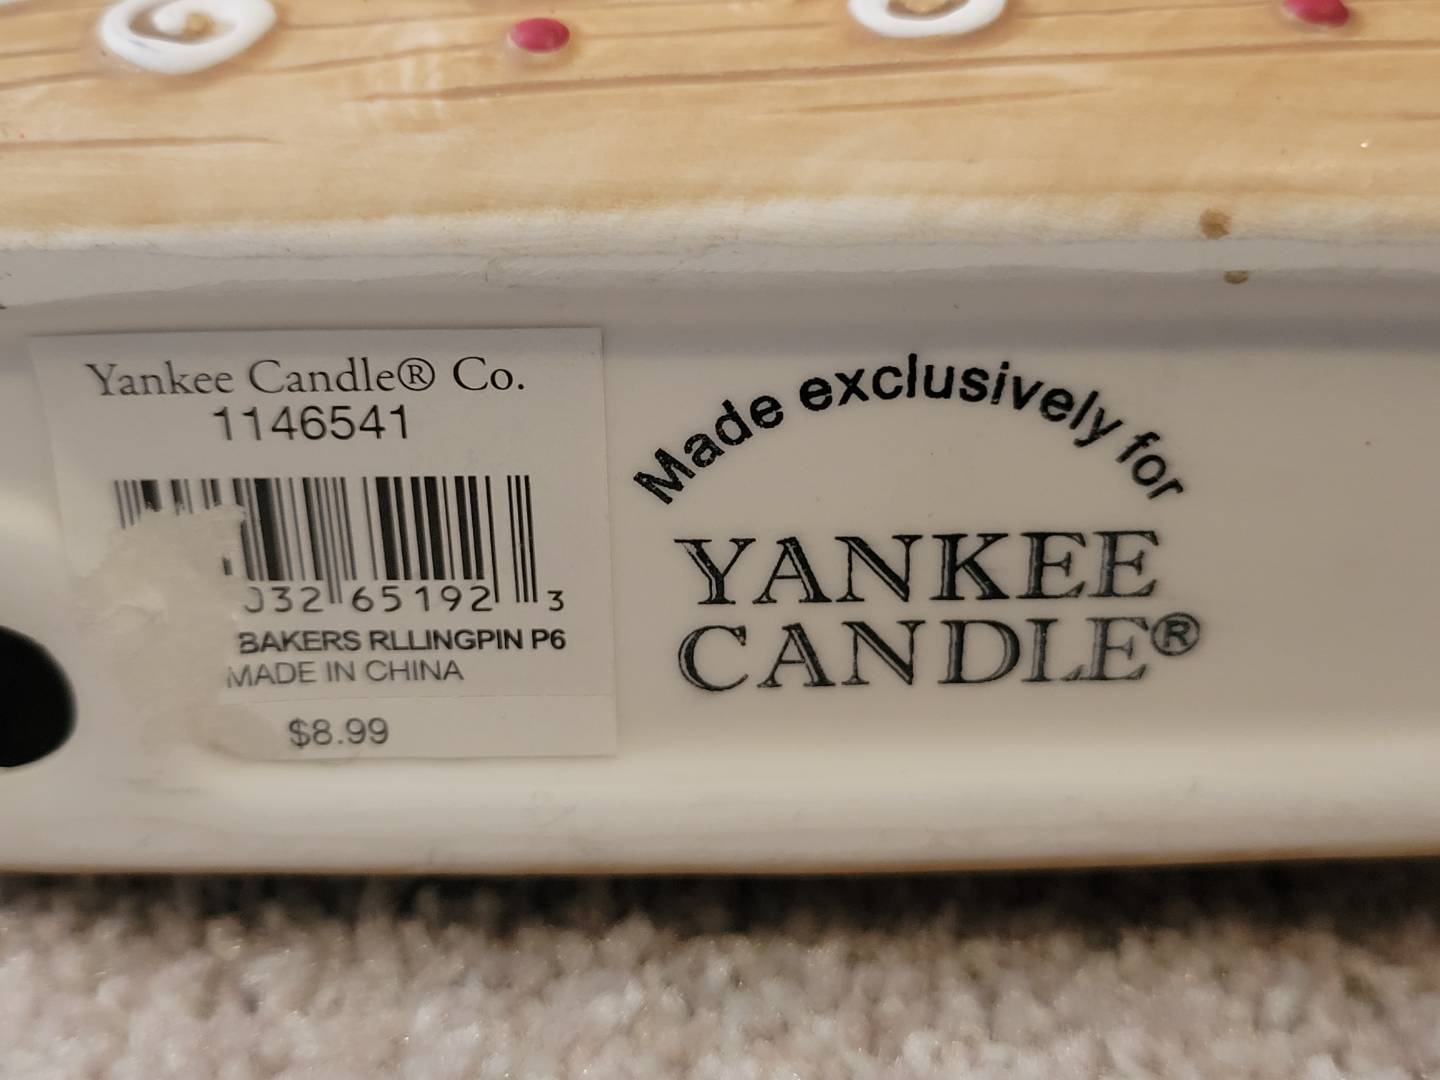 Yankee Candle® Co.
1146541
32 65192 3
BAKERS RLLINGPIN P6
MADE IN CHINA
$8.99
Made exclusively for
YANKEE
CANDLE®